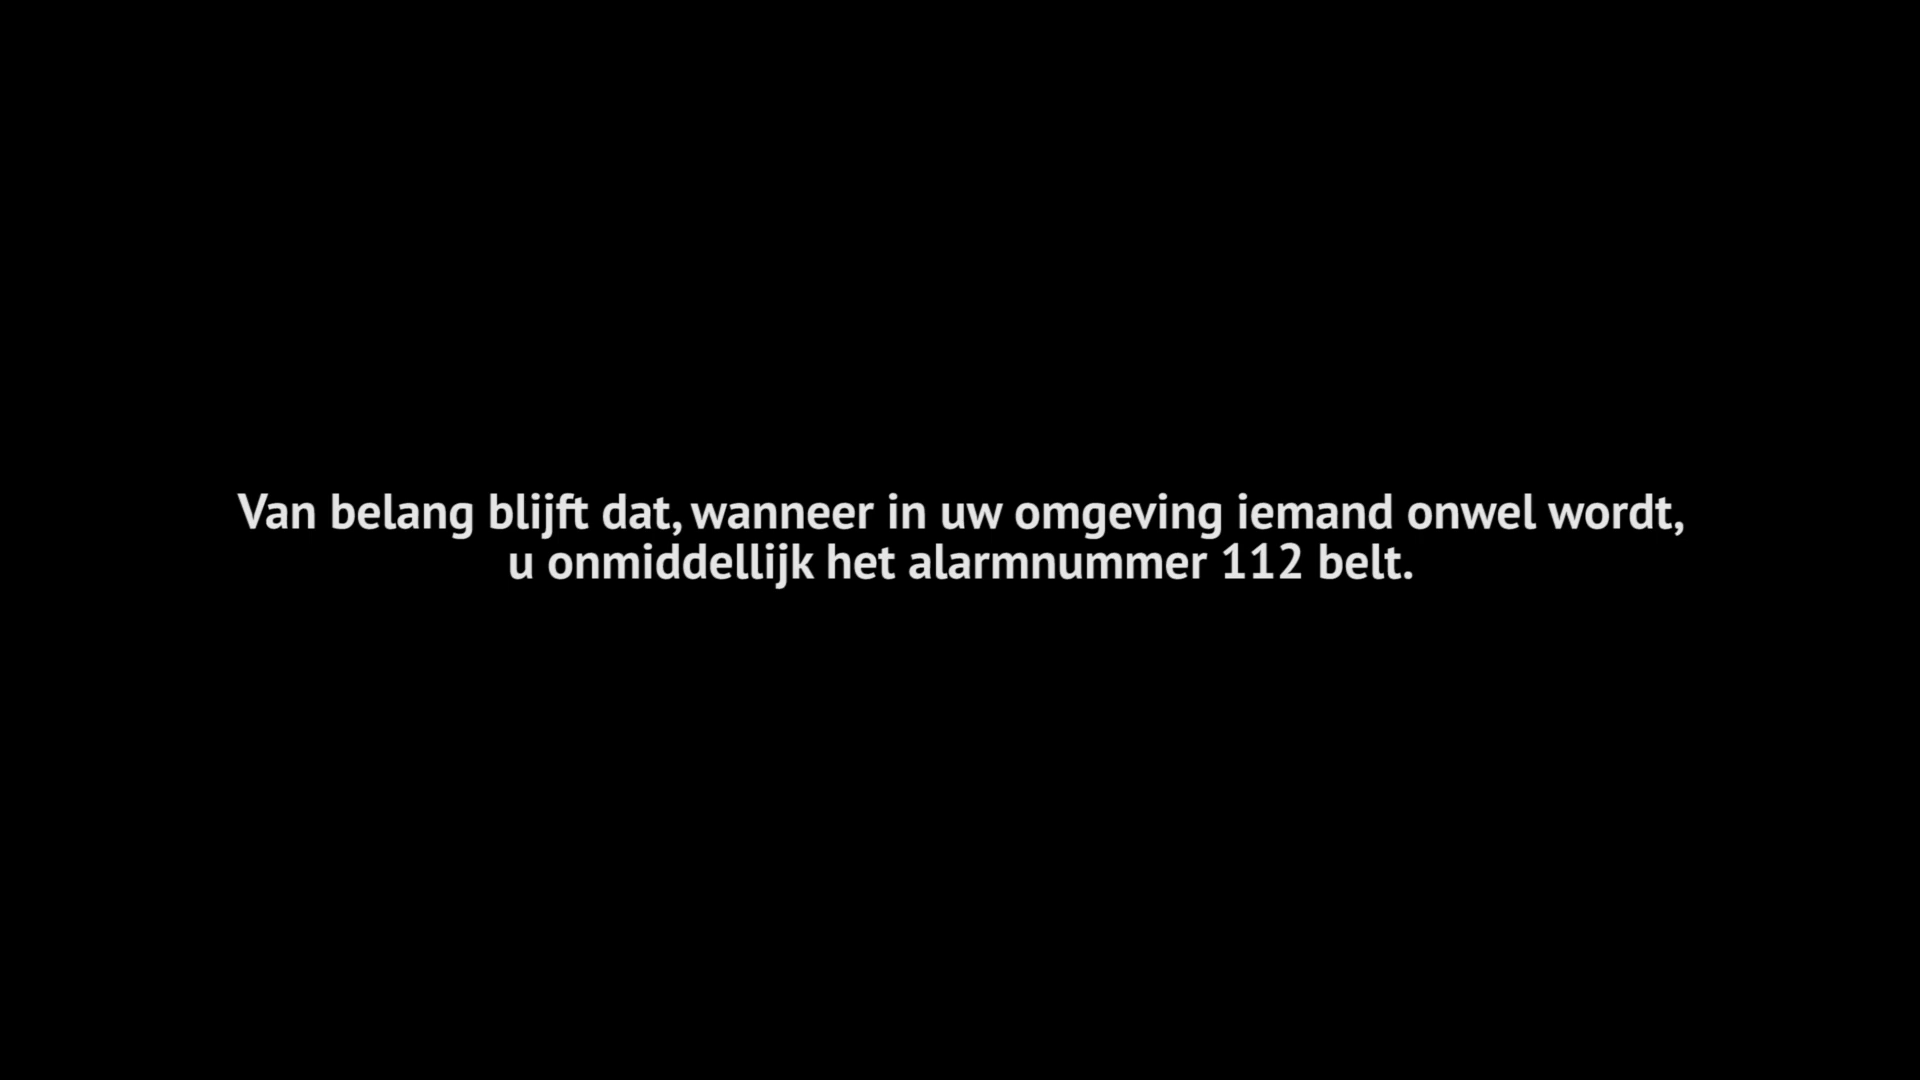 Van belang blijft dat, wanneer in uw omgeving iemand onwel wordt,
u onmiddellijk het alarmnummer 112 belt.